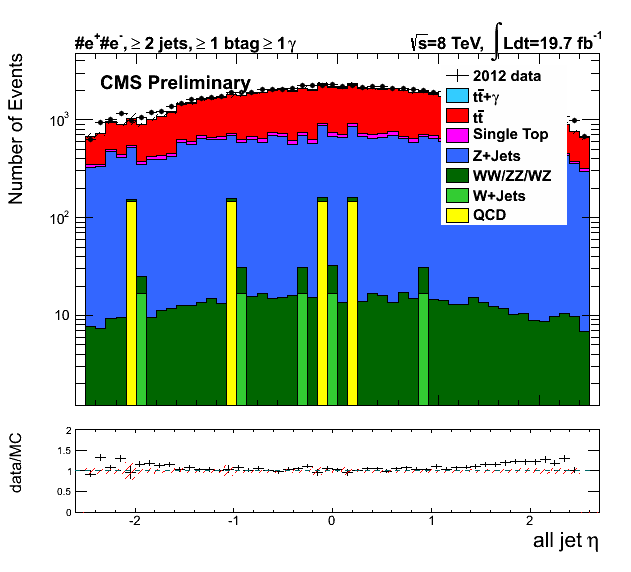 #e⁺#e⁻, ≥ 2 jets, ≥ 1 btag ≥ 1 γ
√s=8 TeV, ∫Ldt=19.7 fb⁻¹
CMS Preliminary
2012 data
tt̄+γ
tt̄
Single Top
Z+Jets
WW/ZZ/WZ
W+Jets
QCD
Number of Events
10³
10²
10
data/MC
2
1.5
1
0.5
0
-2 -1 0 1 2
all jet η